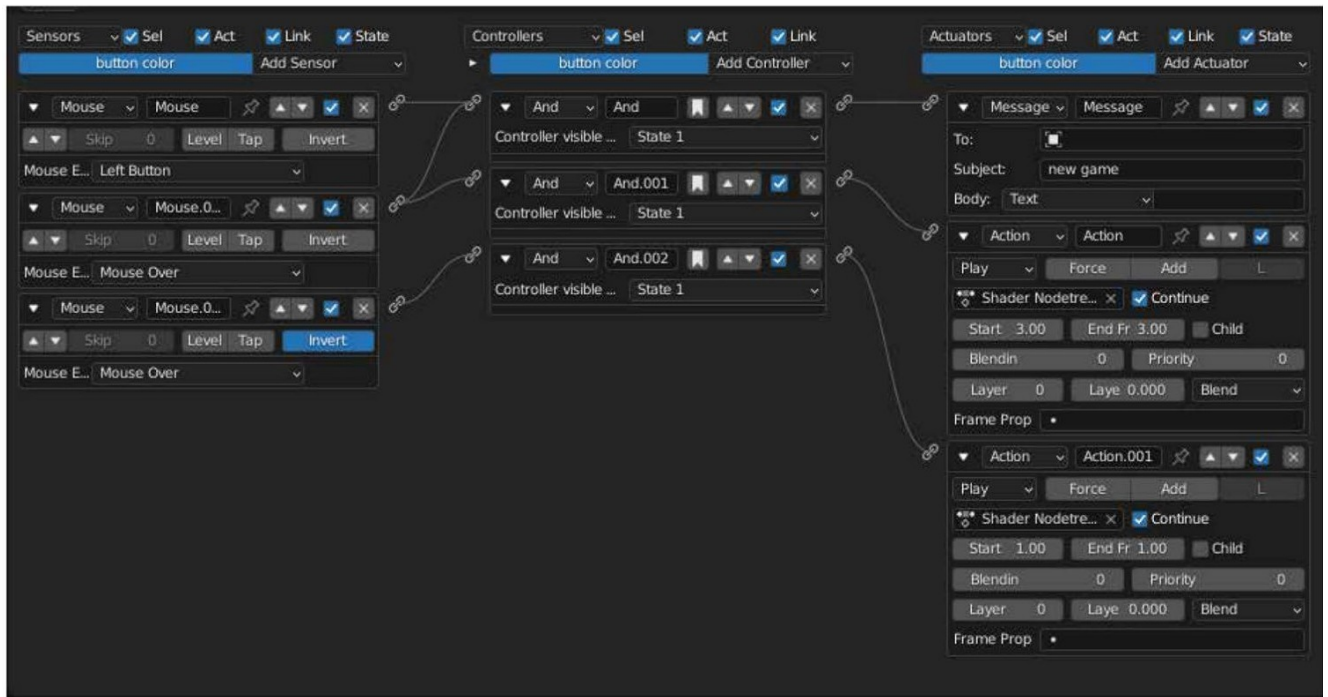 Sensors Sel Act Link State
button color Add Sensor
Mouse Mouse
Skip 0 Level Tap Invert
Mouse E... Left Button
Mouse Mouse.0...
Skip 0 Level Tap Invert
Mouse E... Mouse Over
Mouse Mouse.0...
Skip 0 Level Tap Invert
Mouse E... Mouse Over
Controllers Sel Act Link
button color Add Controller
And And
Controller visible ... State 1
And And.001
Controller visible ... State 1
And And.002
Controller visible ... State 1
Actuators Sel Act Link State
button color Add Actuator
Message Message
To:
Subject: new game
Body: Text
Action Action
Play Force Add L
Shader Nodetre... Continue
Start 3.00 End Fr 3.00 Child
Blendin 0 Priority 0
Layer 0 Laye 0.000 Blend
Frame Prop
Action Action.001
Play Force Add L
Shader Nodetre... Continue
Start 1.00 End Fr 1.00 Child
Blendin 0 Priority 0
Layer 0 Laye 0.000 Blend
Frame Prop